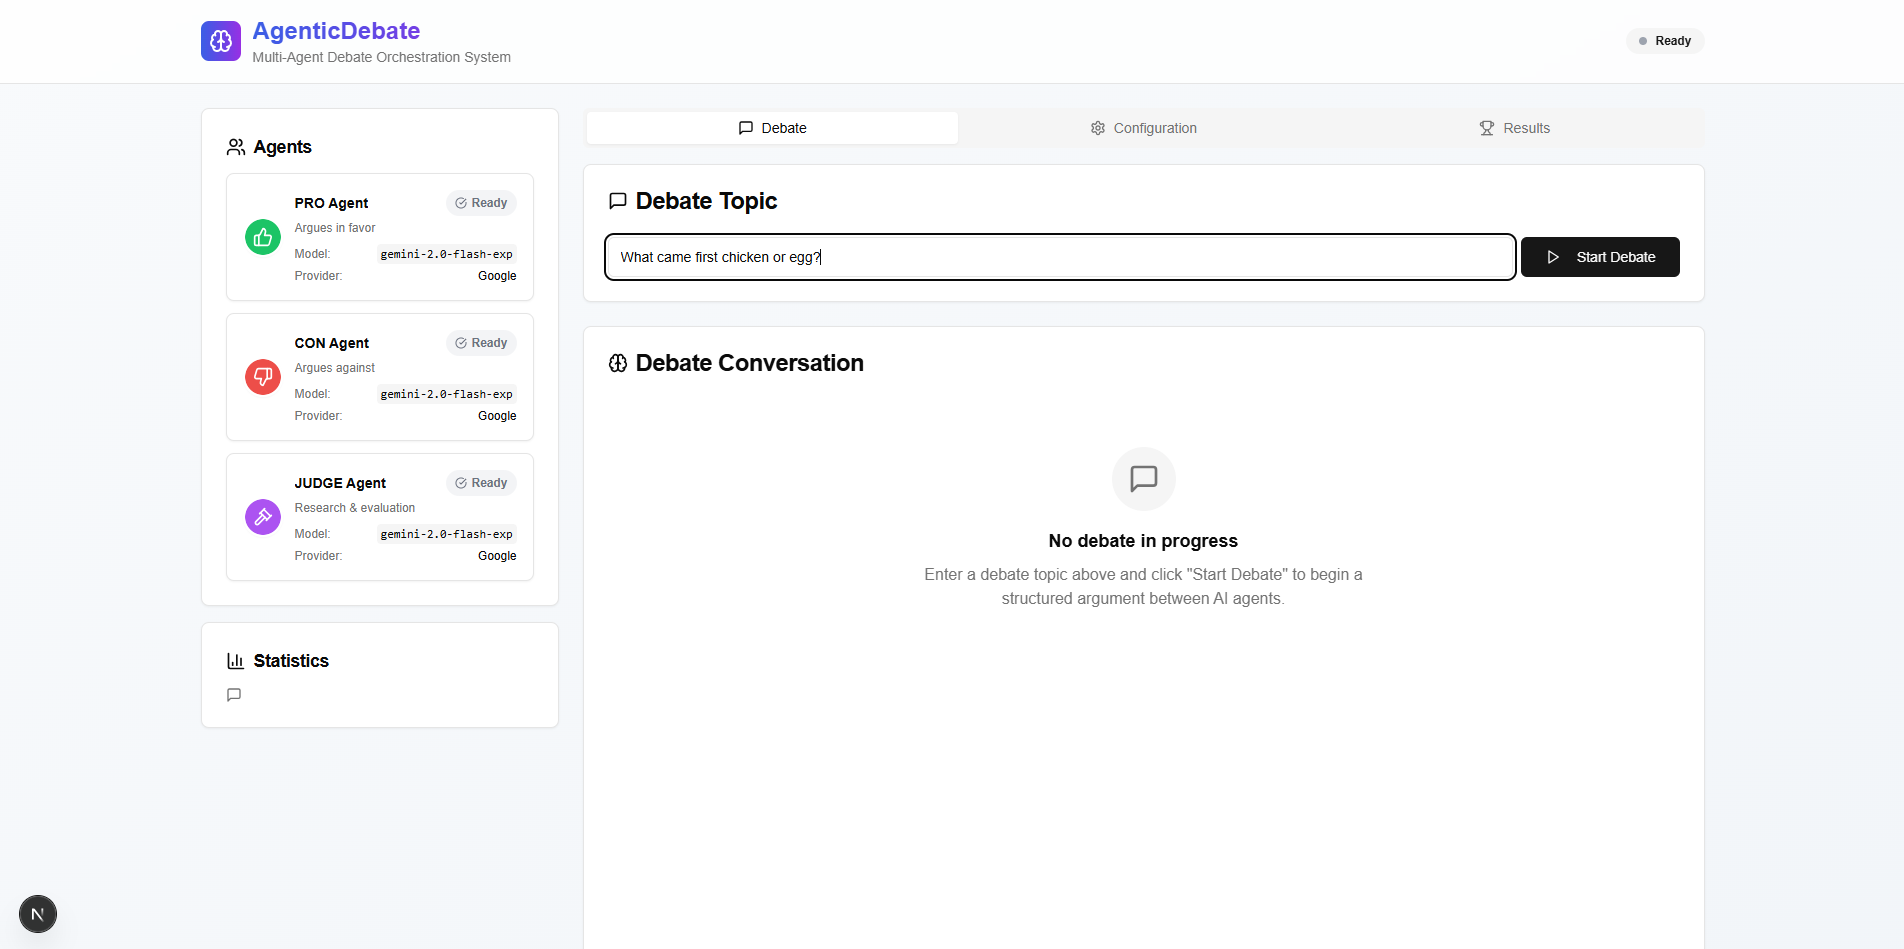 AgenticDebate
Multi-Agent Debate Orchestration System
Ready
Agents
PRO Agent
Ready
Argues in favor
Model: gemini-2.0-flash-exp
Provider: Google
CON Agent
Ready
Argues against
Model: gemini-2.0-flash-exp
Provider: Google
JUDGE Agent
Ready
Research & evaluation
Model: gemini-2.0-flash-exp
Provider: Google
Statistics
Debate
Configuration
Results
Debate Topic
What came first chicken or egg?
Start Debate
Debate Conversation
No debate in progress
Enter a debate topic above and click "Start Debate" to begin a
structured argument between AI agents.
N